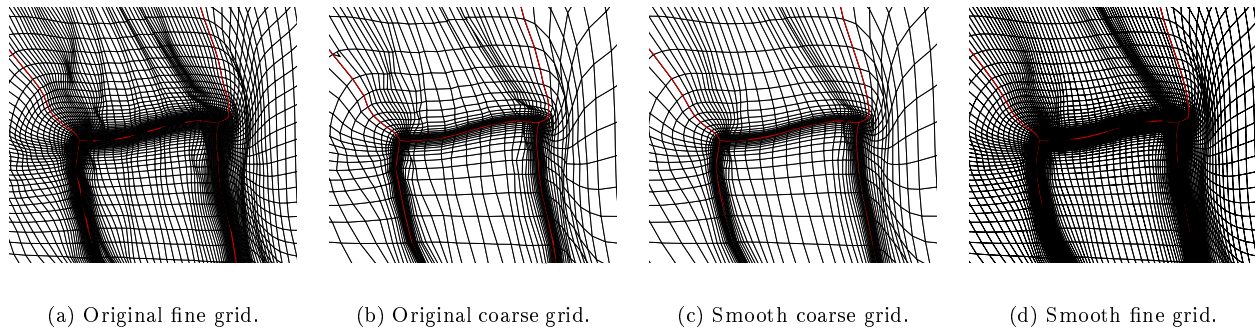 (a) Original fine grid.
(b) Original coarse grid.
(c) Smooth coarse grid.
(d) Smooth fine grid.